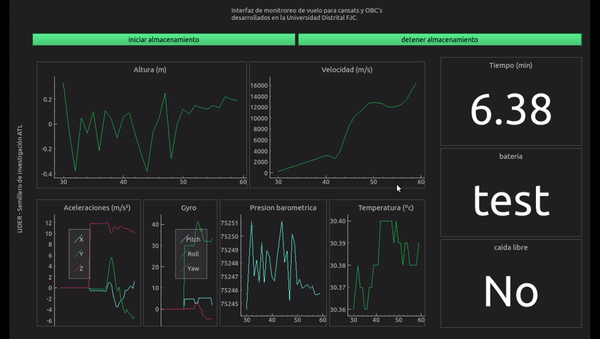 Interfaz de monitroreo de vuelo para cansats y OBC's
desarrollados en la Universidad Distrital FJC.
iniciar almacenamiento
detener almacenamiento
LIDER - Semillero de Investigación ATL
Altura (m)
0.2
0
-0.2
-0.4
30 40 50 60
Velocidad (m/s)
16000
14000
12000
10000
8000
6000
4000
2000
0
30 40 50 60
Tiempo (min)
6.38
bateria
test
caida libre
No
Aceleraciones (m/s²)
12
10
8
6
4
2
0
-2
-4
-6
X
Y
Z
30 40 50 60
Gyro
40
30
20
10
0
Pitch
Roll
Yaw
30 40 50 60
Presion barometrica
75251
75250
75249
75248
75247
75246
75245
30 40 50 60
Temperatura (ºc)
30.40
30.39
30.38
30.37
30.36
30 40 50 60